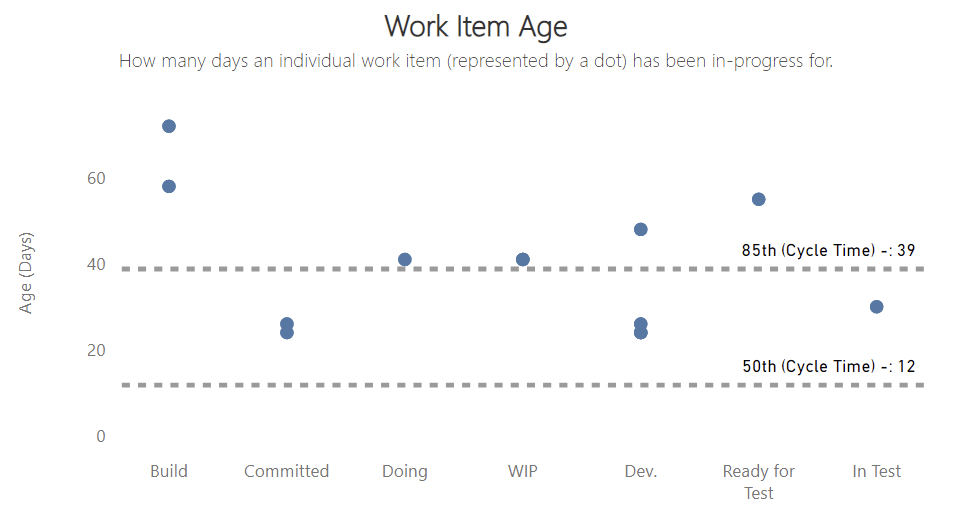 Work Item Age
How many days an individual work item (represented by a dot) has been in-progress for.
60
85th (Cycle Time) -: 39
40
Age (Days)
20
50th (Cycle Time) -: 12
0
Build
Committed
Doing
WIP
Dev.
Ready for
Test
In Test